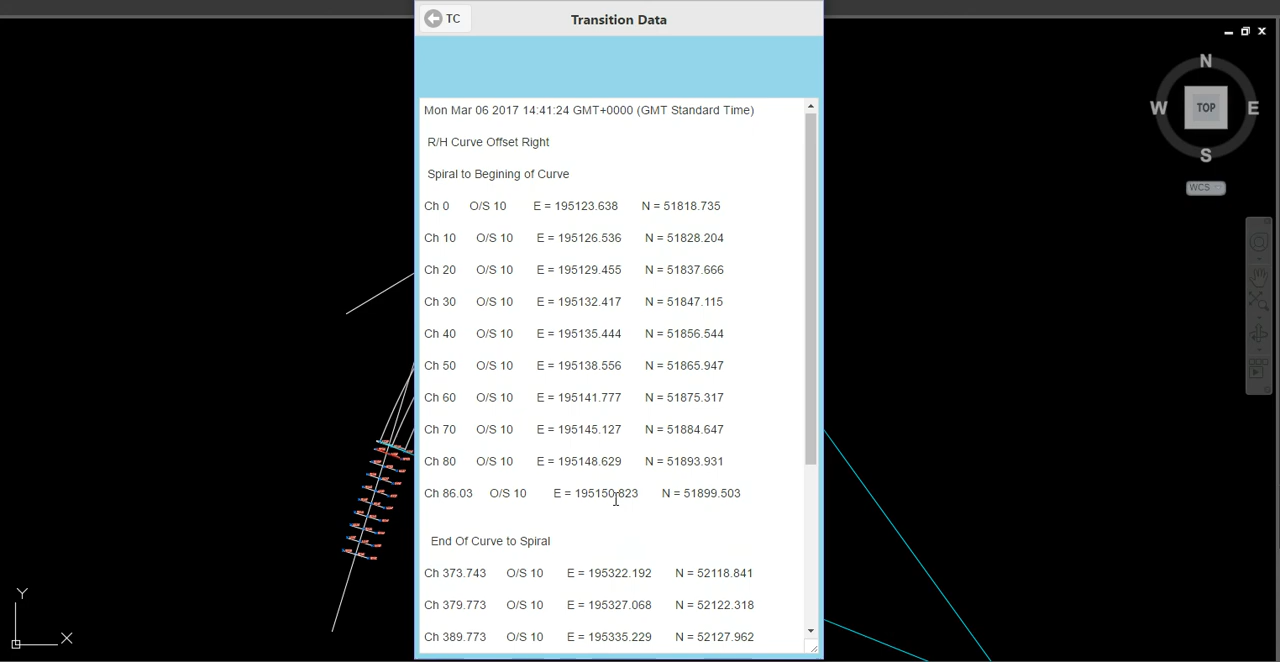 TC
Transition Data
Mon Mar 06 2017 14:41:24 GMT+0000 (GMT Standard Time)
R/H Curve Offset Right
Spiral to Begining of Curve
Ch 0 O/S 10 E = 195123.638 N = 51818.735
Ch 10 O/S 10 E = 195126.536 N = 51828.204
Ch 20 O/S 10 E = 195129.455 N = 51837.666
Ch 30 O/S 10 E = 195132.417 N = 51847.115
Ch 40 O/S 10 E = 195135.444 N = 51856.544
Ch 50 O/S 10 E = 195138.556 N = 51865.947
Ch 60 O/S 10 E = 195141.777 N = 51875.317
Ch 70 O/S 10 E = 195145.127 N = 51884.647
Ch 80 O/S 10 E = 195148.629 N = 51893.931
Ch 86.03 O/S 10 E = 195150.823 N = 51899.503
End Of Curve to Spiral
Ch 373.743 O/S 10 E = 195322.192 N = 52118.841
Ch 379.773 O/S 10 E = 195327.068 N = 52122.318
Ch 389.773 O/S 10 E = 195335.229 N = 52127.962
N
W TOP E
S
WCS
Y
X